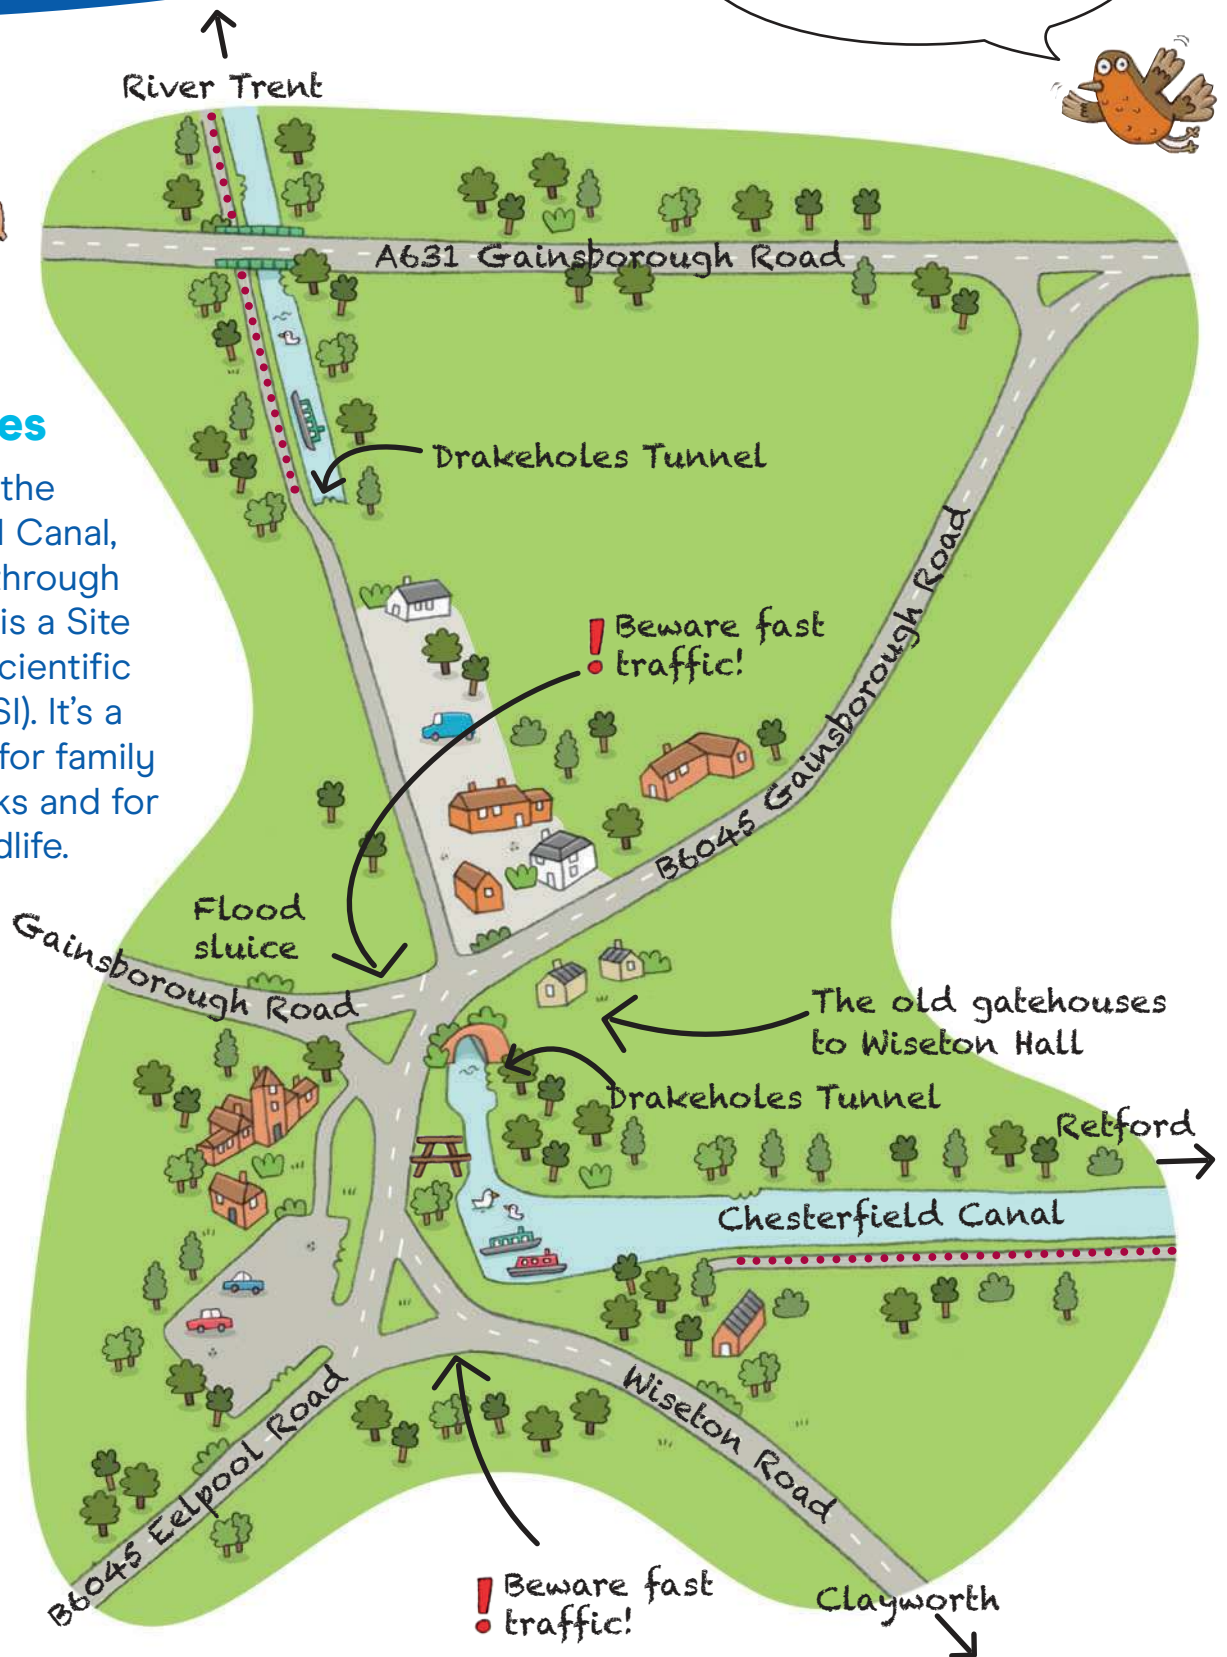 River Trent
A631 Gainsborough Road
es
the
Canal,
through
is a Site
cientific
SI). It's a
for family
ks and for
dlife.
Drakeholes Tunnel
! Beware fast
traffic!
B6045 Gainsborough Road
Flood
sluice
Gainsborough Road
The old gatehouses
to Wiseton Hall
Drakeholes Tunnel
Retford
Chesterfield Canal
Wiseton Road
B6045 Eelpool Road
! Beware fast
traffic!
Clayworth